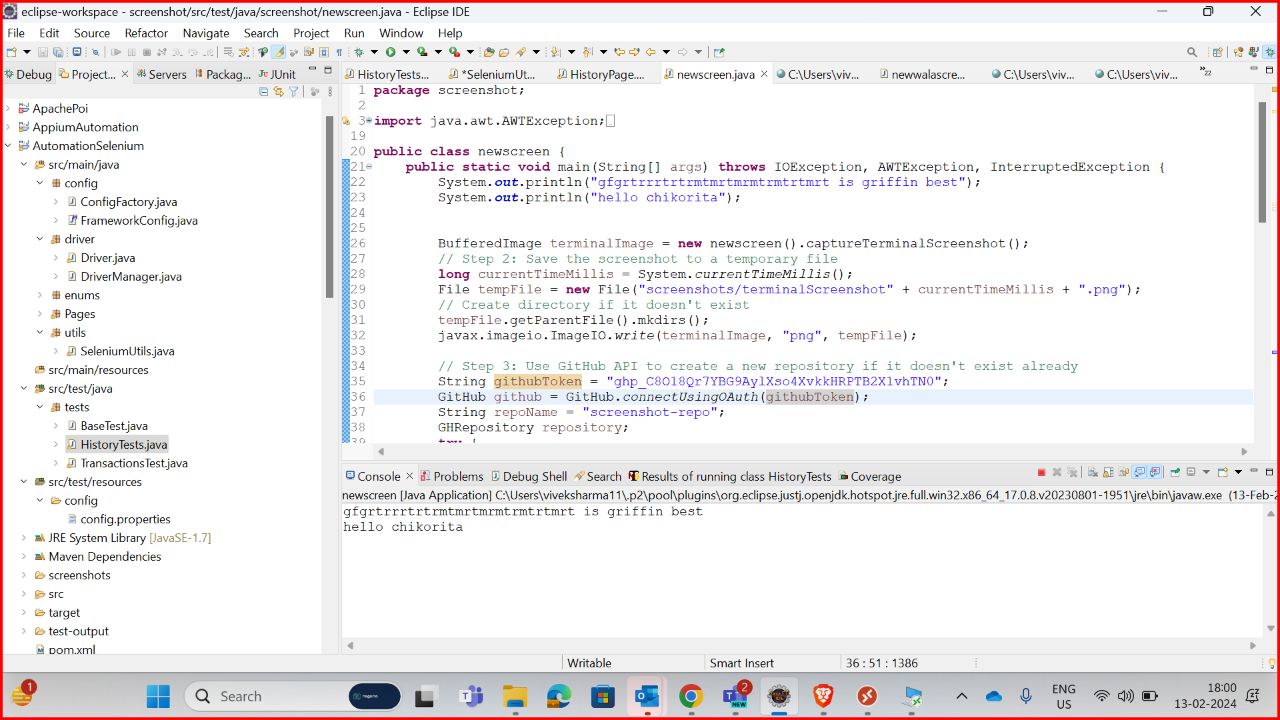 eclipse-workspace - screenshot/src/test/java/screenshot/newscreen.java - Eclipse IDE
File Edit Source Refactor Navigate Search Project Run Window Help
Debug Project... Servers Packag... JUnit
HistoryTests... *SeleniumUt... HistoryPage.... newscreen.java C:\Users\viv... newwalascre... C:\Users\viv... C:\Users\viv... »22
ApachePoi
AppiumAutomation
AutomationSelenium
src/main/java
config
ConfigFactory.java
FrameworkConfig.java
driver
Driver.java
DriverManager.java
enums
Pages
utils
SeleniumUtils.java
src/main/resources
src/test/java
tests
BaseTest.java
HistoryTests.java
TransactionsTest.java
src/test/resources
config
config.properties
JRE System Library [JavaSE-1.7]
Maven Dependencies
screenshots
src
target
test-output
pom.xml
1 package screenshot;
2
3 import java.awt.AWTException;
19
20 public class newscreen {
21 public static void main(String[] args) throws IOException, AWTException, InterruptedException {
22 System.out.println("gfgrtrrrtrtrmtmrtmrmtrmtrtmrt is griffin best");
23 System.out.println("hello chikorita");
24
25
26 BufferedImage terminalImage = new newscreen().captureTerminalScreenshot();
27 // Step 2: Save the screenshot to a temporary file
28 long currentTimeMillis = System.currentTimeMillis();
29 File tempFile = new File("screenshots/terminalScreenshot" + currentTimeMillis + ".png");
30 // Create directory if it doesn't exist
31 tempFile.getParentFile().mkdirs();
32 javax.imageio.ImageIO.write(terminalImage, "png", tempFile);
33
34 // Step 3: Use GitHub API to create a new repository if it doesn't exist already
35 String githubToken = "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";
36 GitHub github = GitHub.connectUsingOAuth(githubToken);
37 String repoName = "screenshot-repo";
38 GHRepository repository;
39 try {
Console Problems Debug Shell Search Results of running class HistoryTests Coverage
newscreen [Java Application] C:\Users\viveksharma11\.p2\pool\plugins\org.eclipse.justj.openjdk.hotspot.jre.full.win32.x86_64_17.0.8.v20230801-1951\jre\bin\javaw.exe (13-Feb-2
gfgrtrrrtrtrmtmrtmrmtrmtrtmrt is griffin best
hello chikorita
Writable Smart Insert 36 : 51 : 1386
1 Search 2 NEW ENG US 18:00 13-02-2024